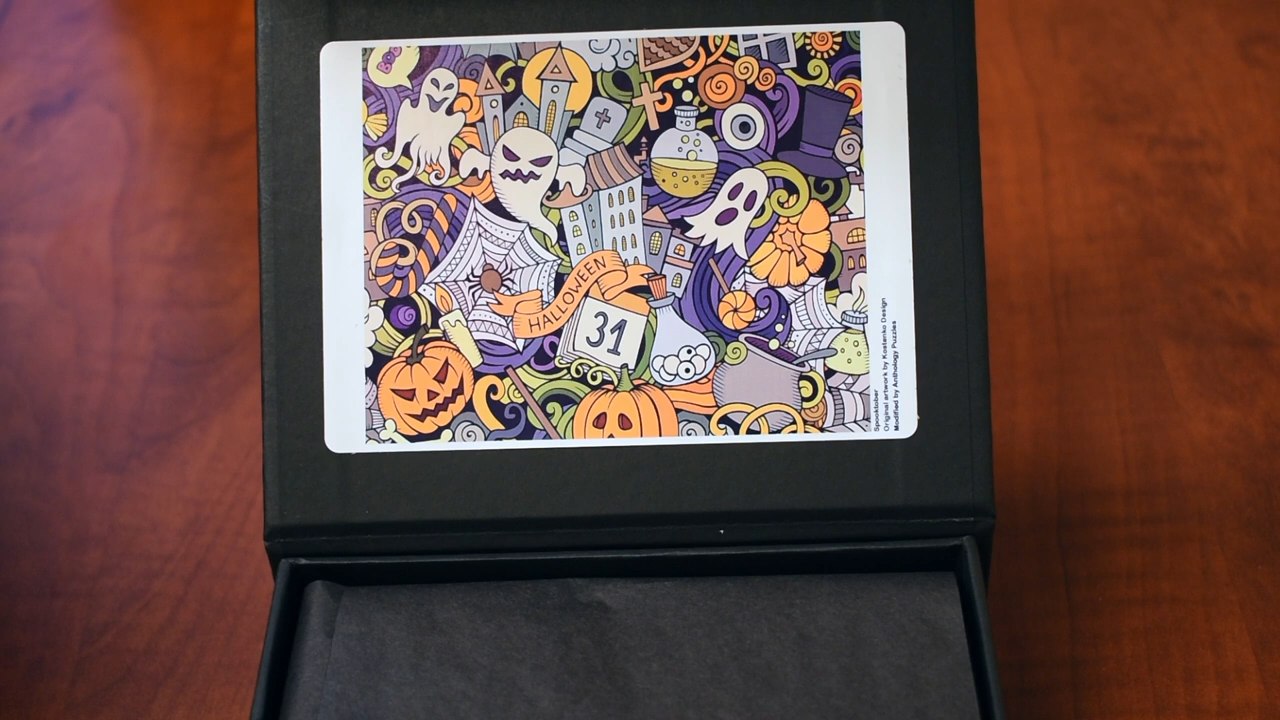 HALLOWEEN
31
Spooktober
Original artwork by Kostenko Design
Modified by Anthology Puzzles